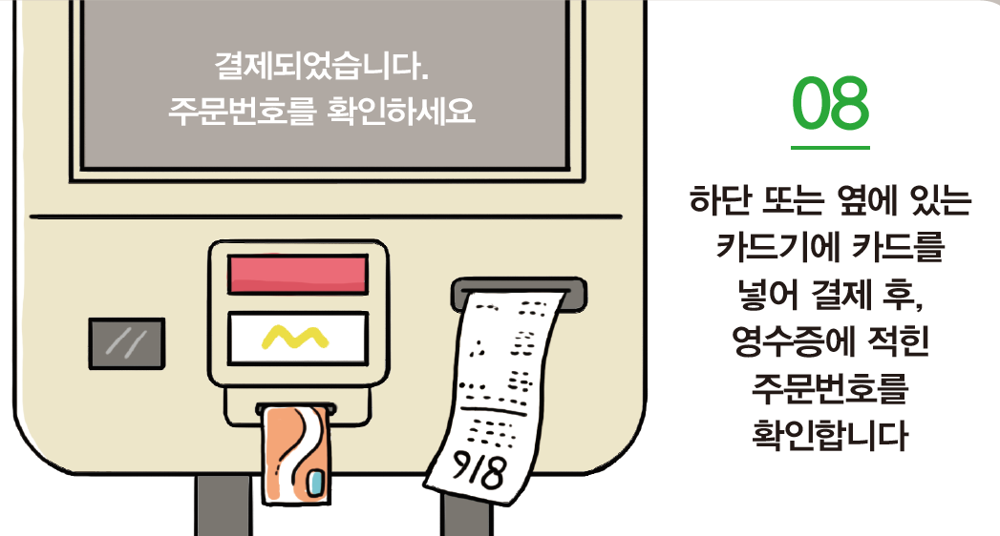 결제되었습니다.
주문번호를 확인하세요
08
하단 또는 옆에 있는
카드기에 카드를
넣어 결제 후,
영수증에 적힌
주문번호를
확인합니다
918